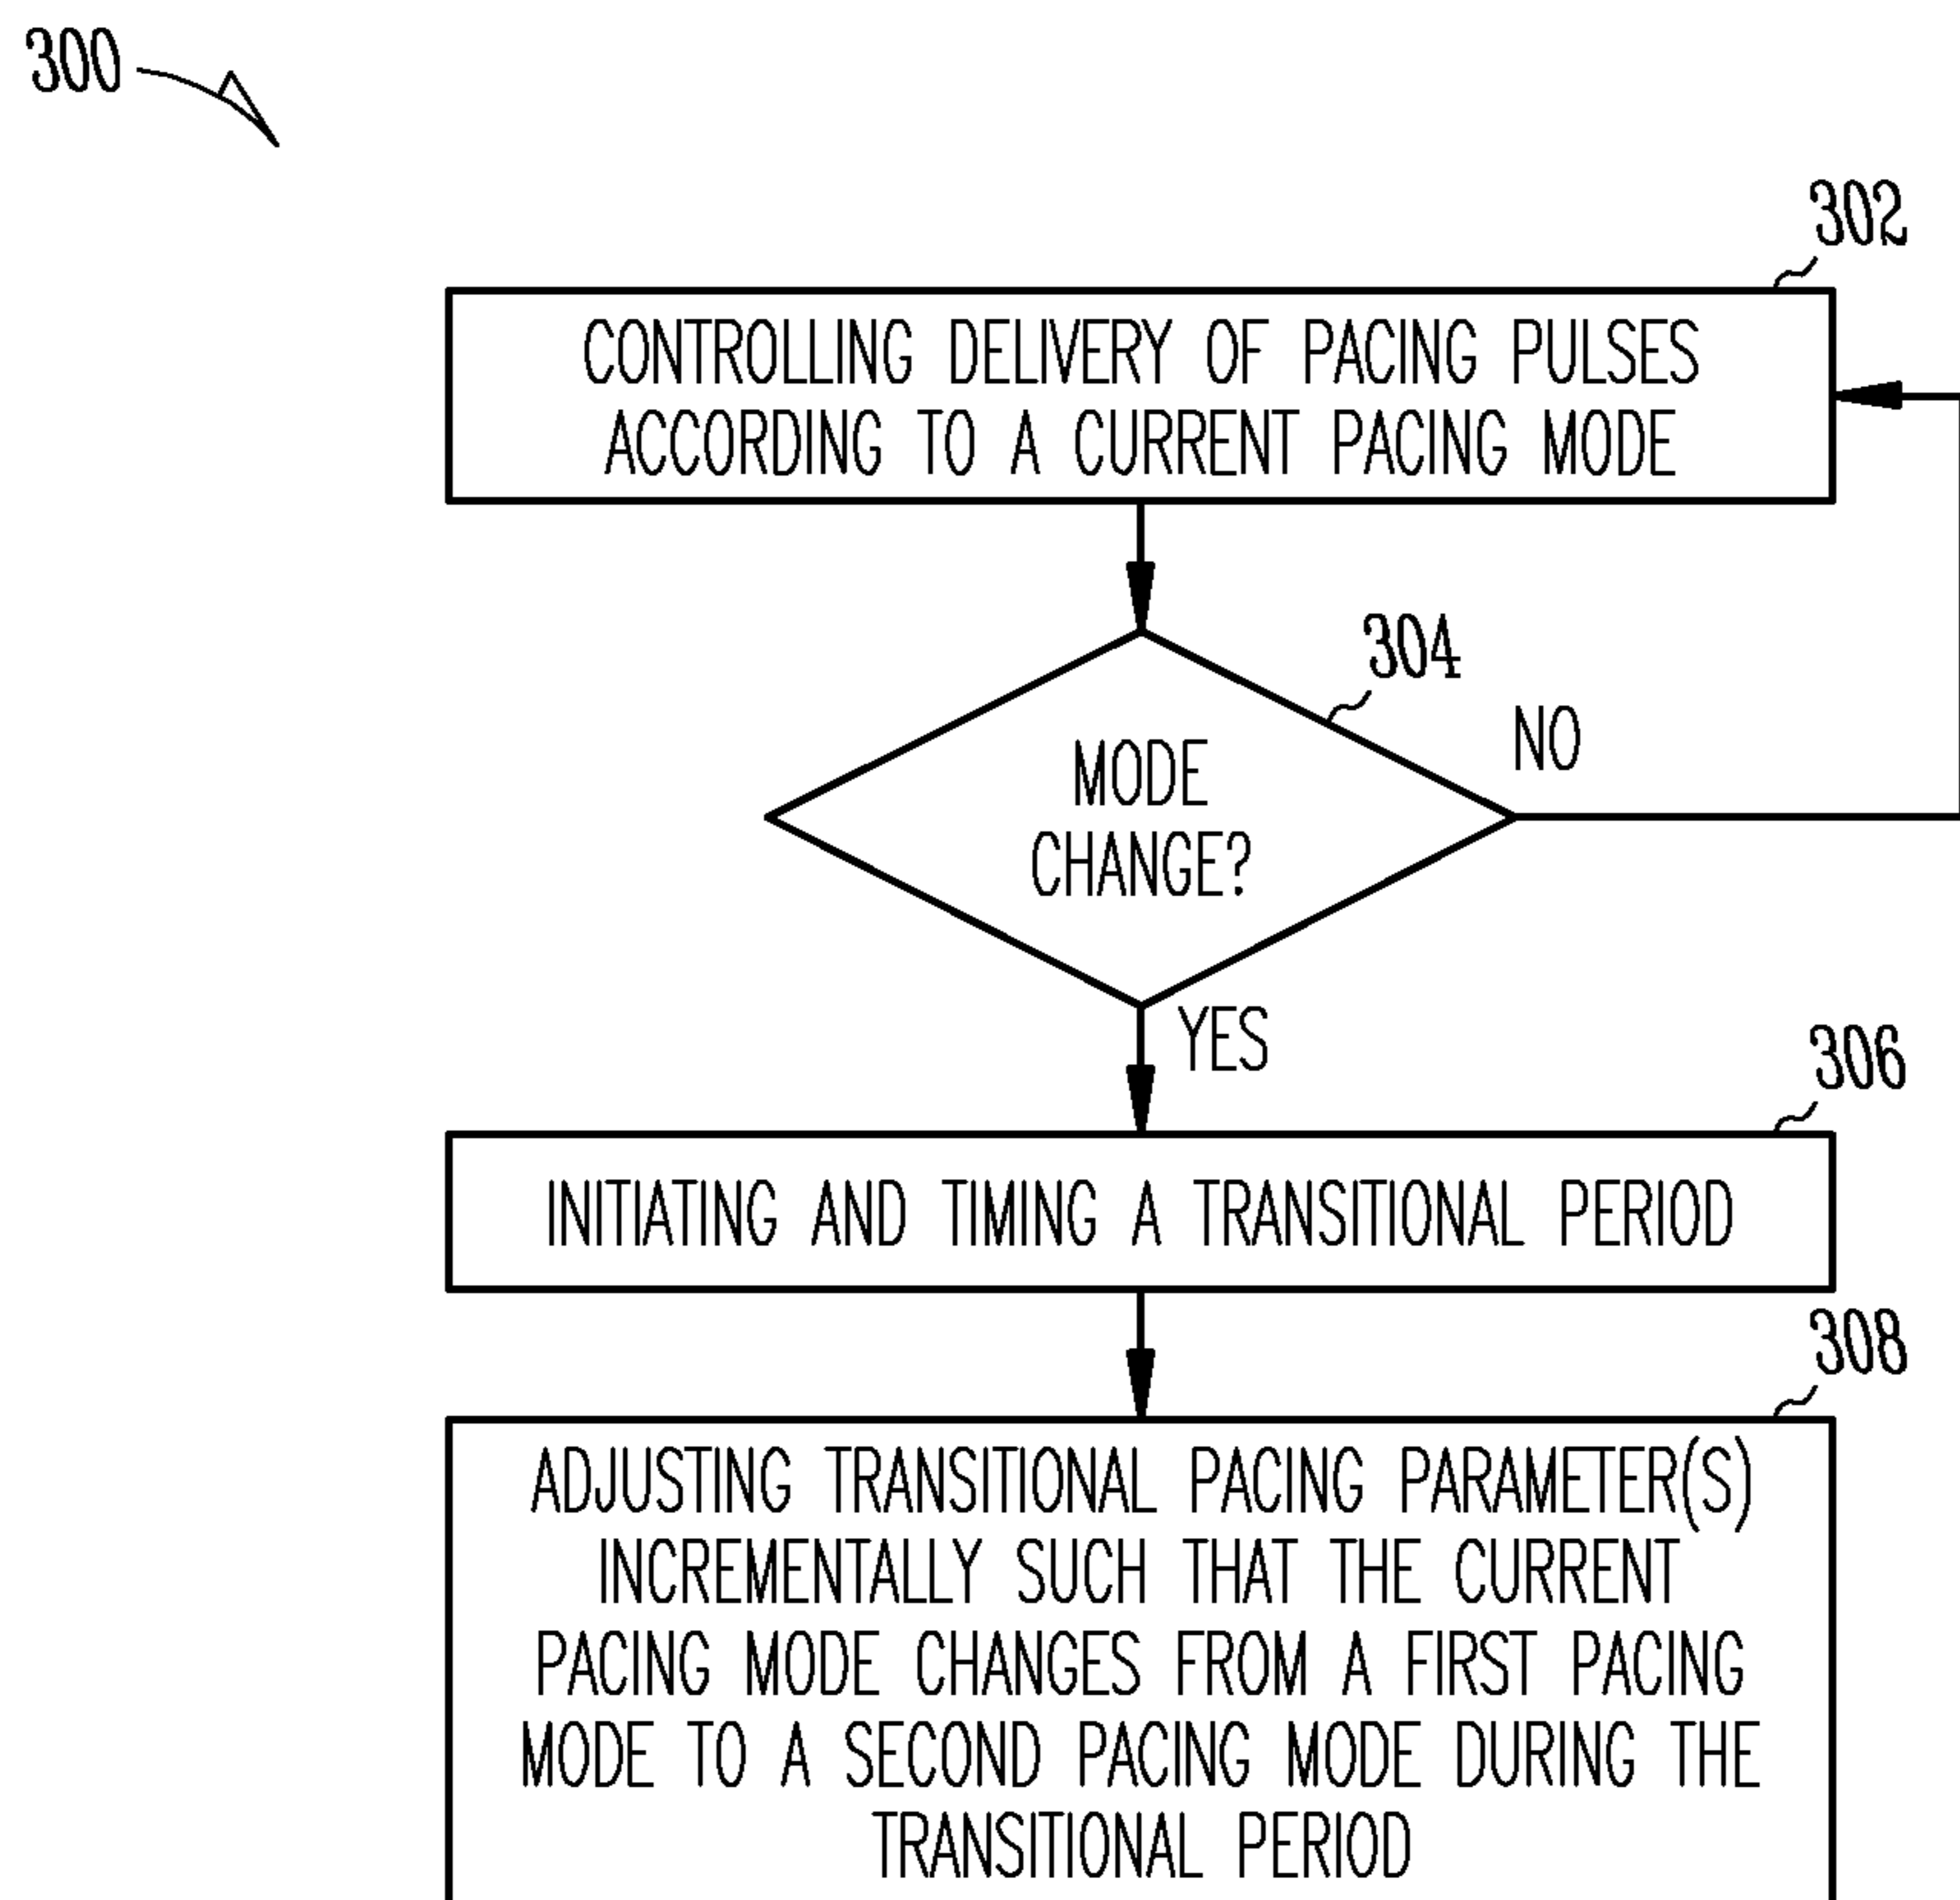 300
302
CONTROLLING DELIVERY OF PACING PULSES
ACCORDING TO A CURRENT PACING MODE
304
MODE
CHANGE?
NO
YES
306
INITIATING AND TIMING A TRANSITIONAL PERIOD
308
ADJUSTING TRANSITIONAL PACING PARAMETER(S)
INCREMENTALLY SUCH THAT THE CURRENT
PACING MODE CHANGES FROM A FIRST PACING
MODE TO A SECOND PACING MODE DURING THE
TRANSITIONAL PERIOD